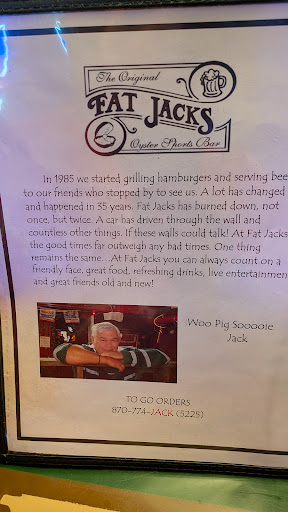 The Original
FAT JACKS
Oyster Sports Bar
In 1985 we started grilling hamburgers and serving bee
to our friends who stopped by to see us. A lot has changed
and happened in 35 years. Fat Jacks has burned down, not
once, but twice. A car has driven through the wall and
countless other things. If these walls could talk! At Fat Jacks
the good times far outweigh any bad times. One thing
remains the same...At Fat Jacks you can always count on a
friendly face, great food, refreshing drinks, live entertainmen
and great friends old and new!
Woo Pig Sooooie
Jack
TO GO ORDERS
870-774-JACK (5225)